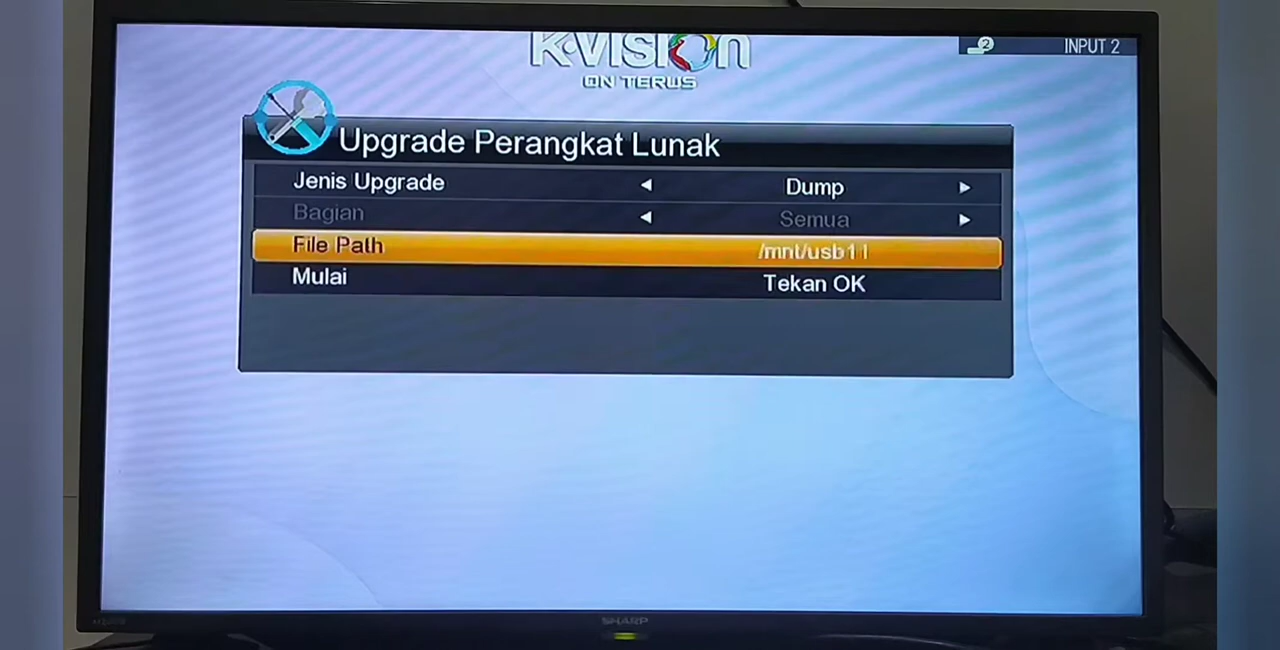 K-VISION
ON TERUS
2 INPUT 2
Upgrade Perangkat Lunak
Jenis Upgrade Dump
Bagian Semua
File Path /mnt/usb11
Mulai Tekan OK
SHARP